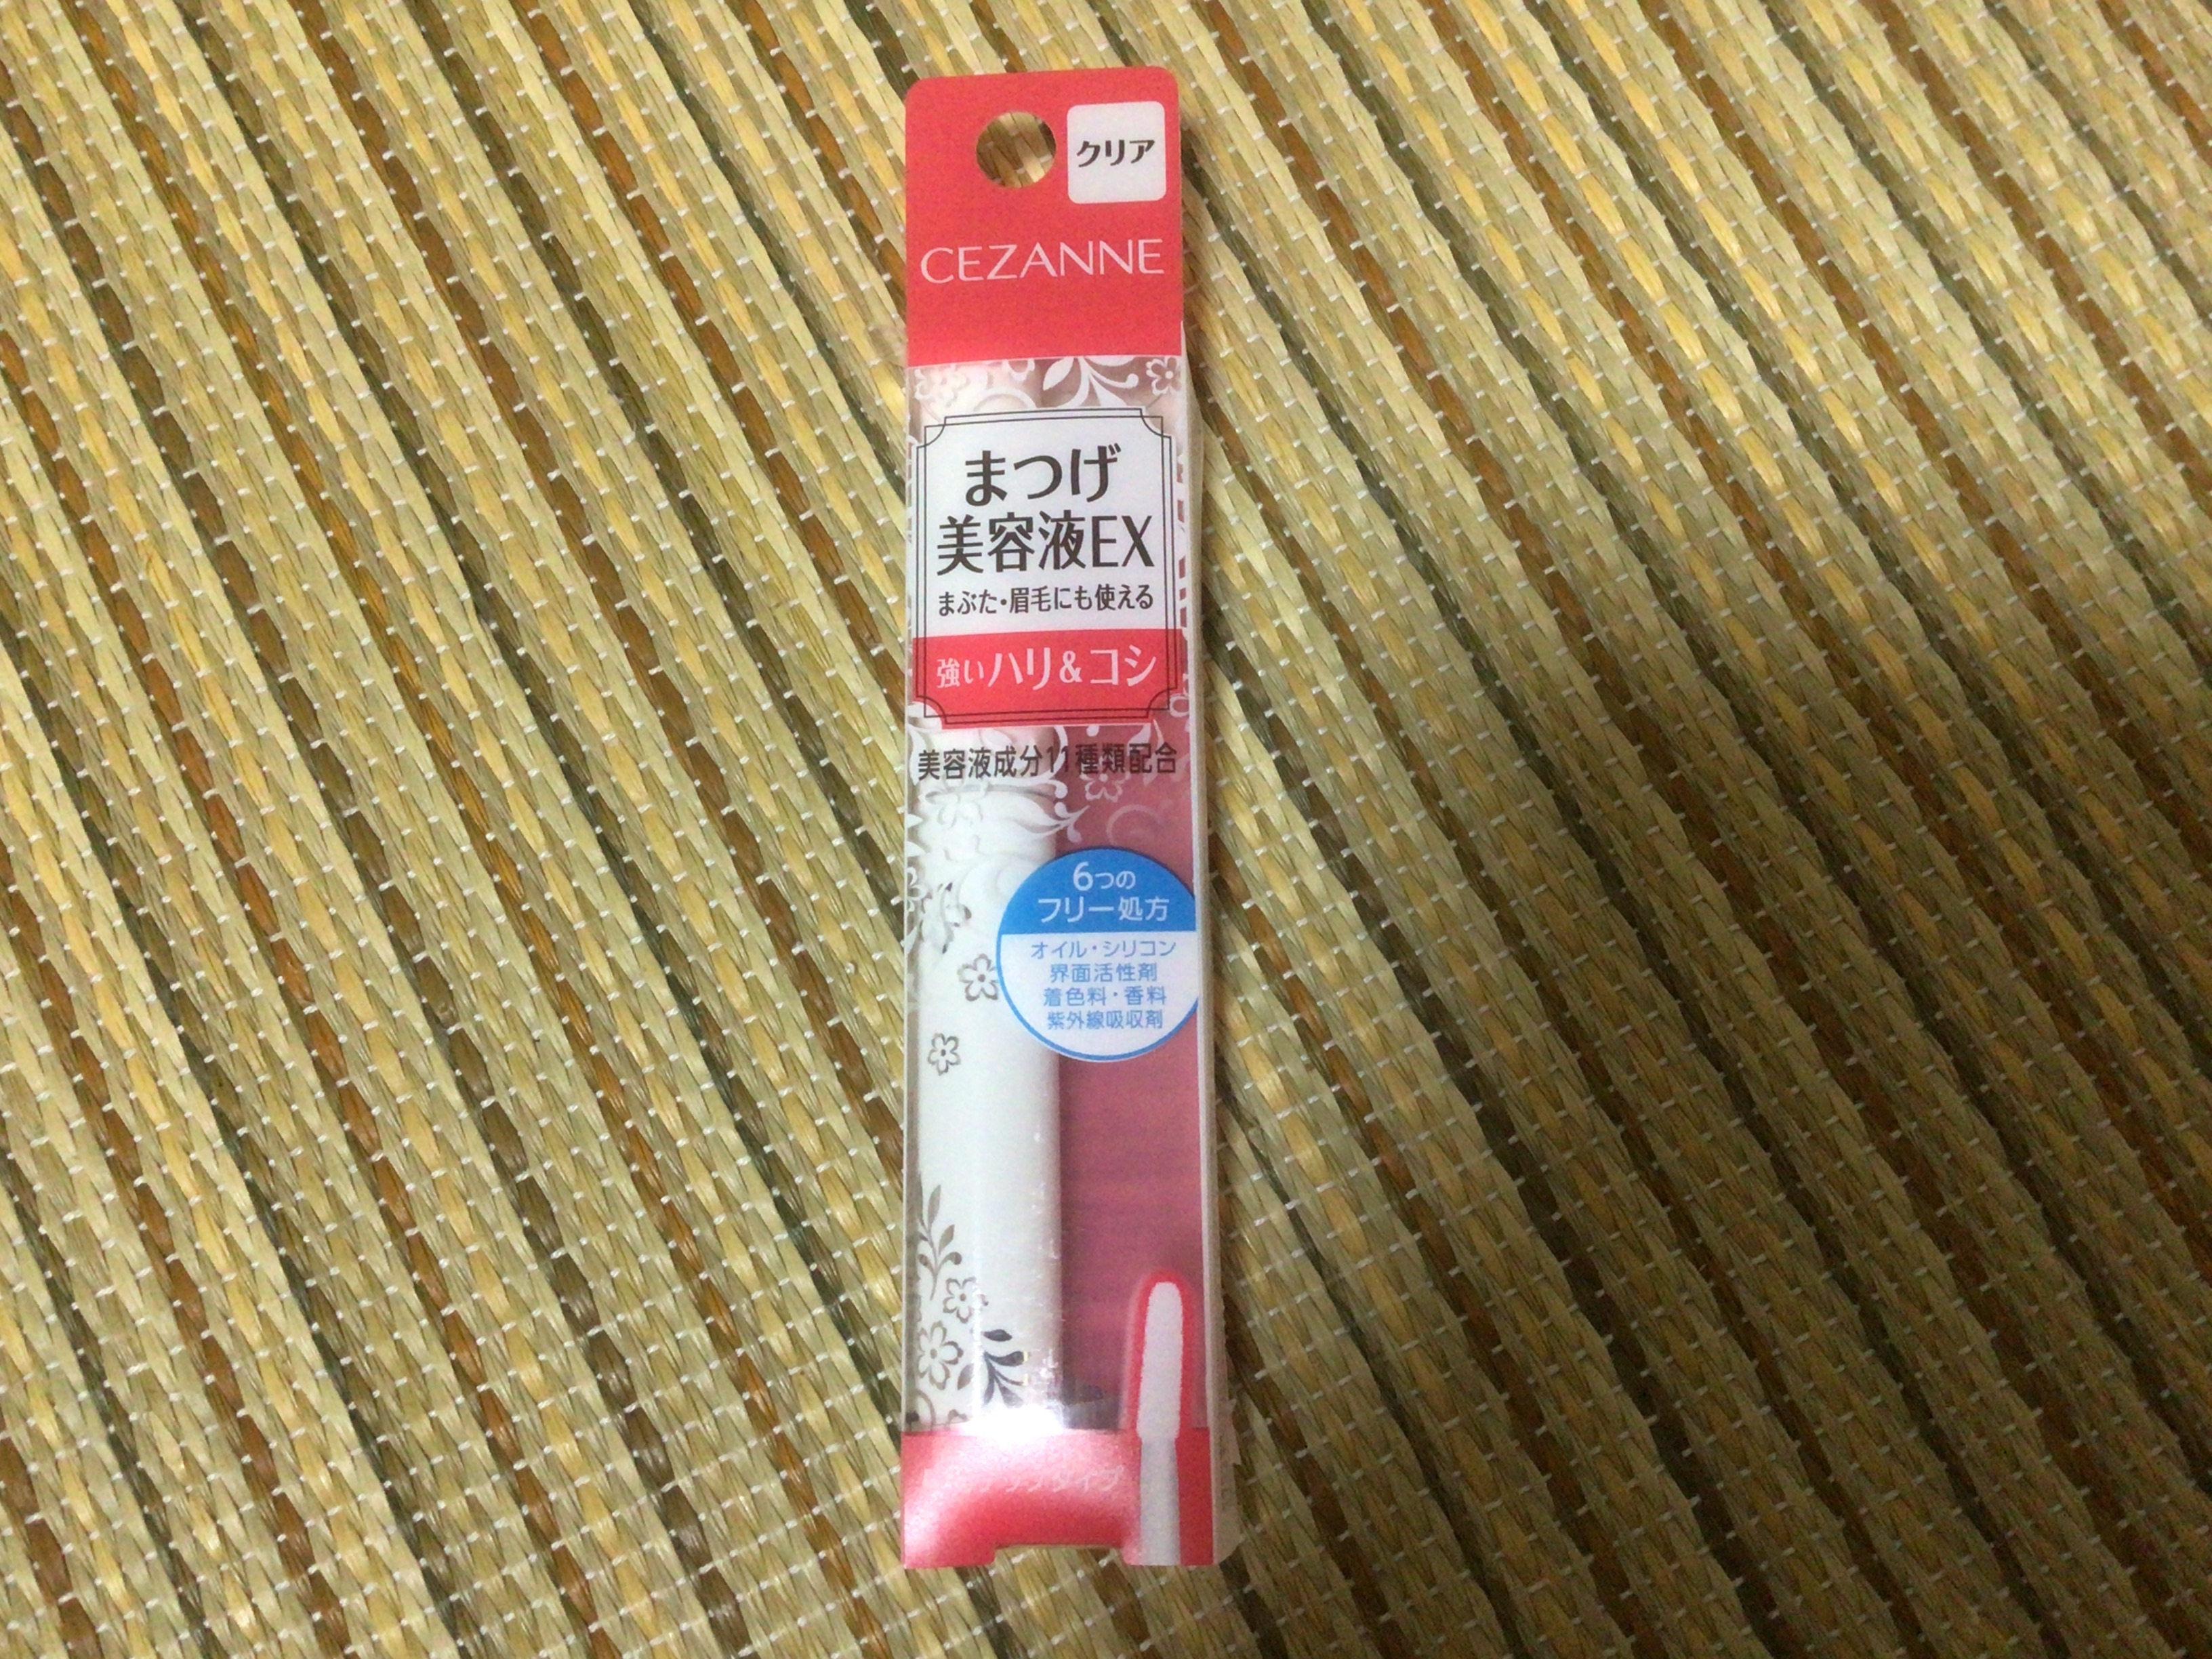 クリア
CEZANNE
まつげ
美容液EX
まぶた・眉毛にも使える
強いハリ&コシ
美容液成分11種類配合
6つの
フリー処方
オイル・シリコン
界面活性剤
着色料・香料
紫外線吸収剤
タイプ